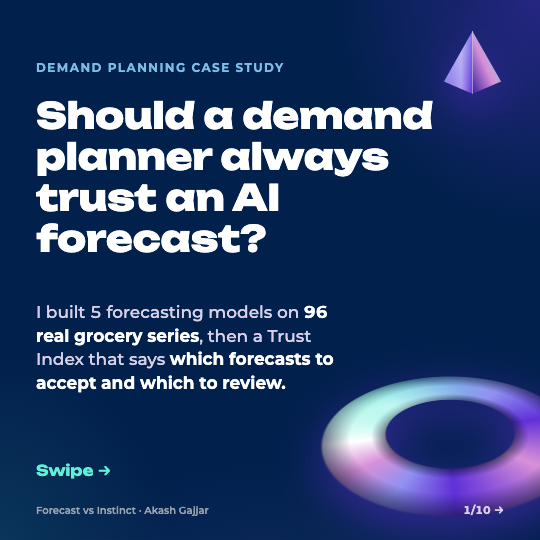 DEMAND PLANNING CASE STUDY
Should a demand
planner always
trust an AI
forecast?
I built 5 forecasting models on 96
real grocery series, then a Trust
Index that says which forecasts to
accept and which to review.
Swipe →
Forecast vs Instinct · Akash Gajjar
1/10 →